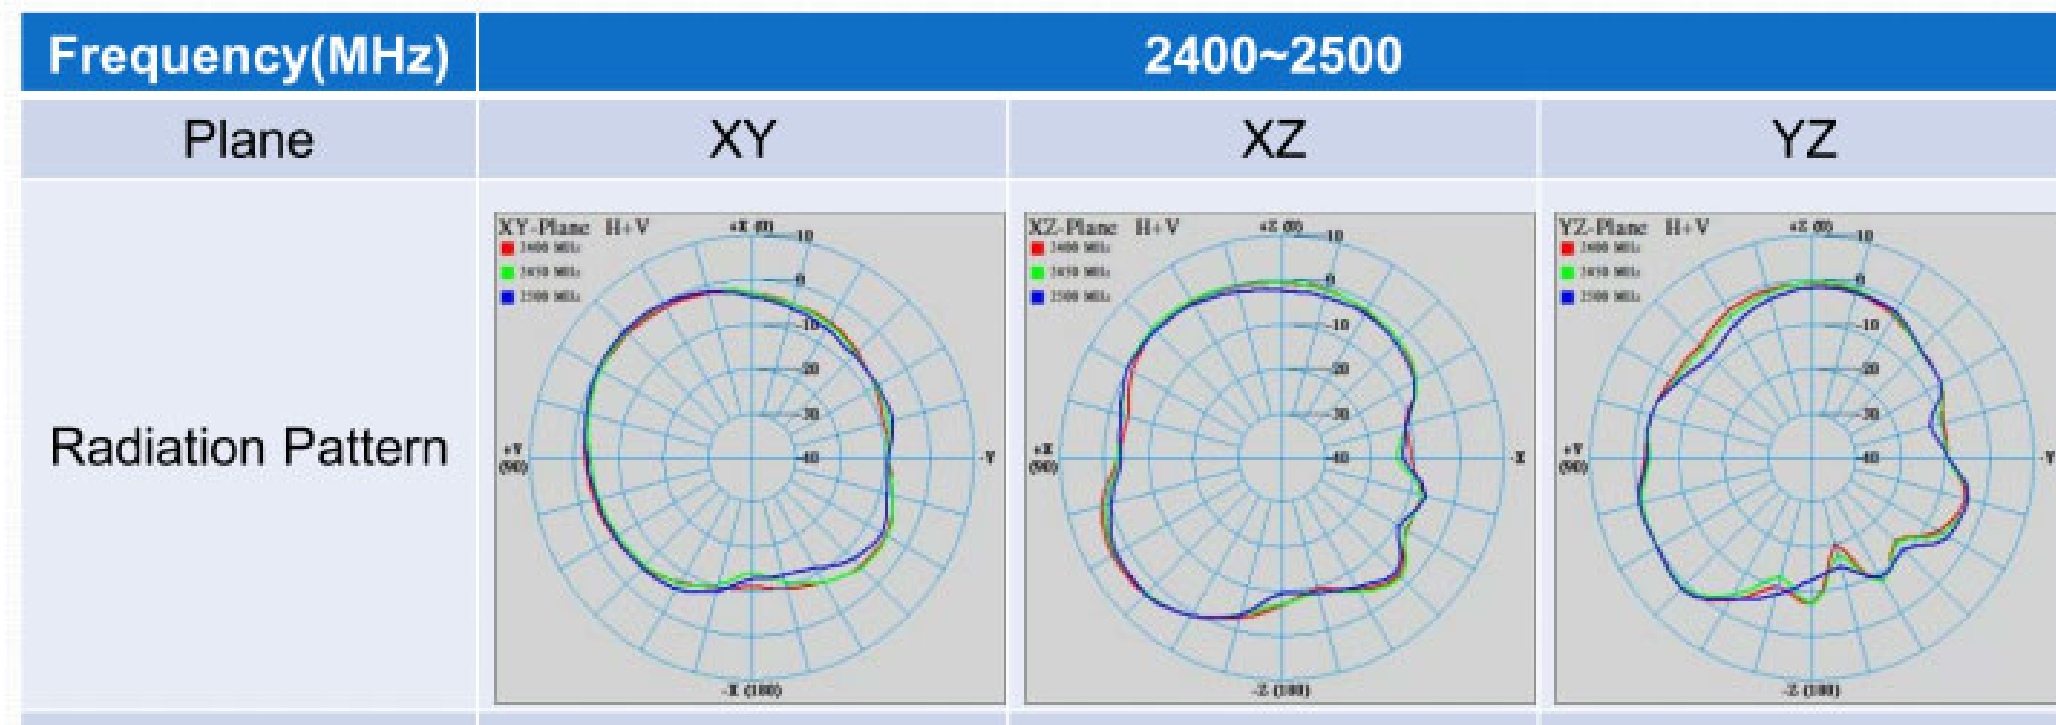 Frequency(MHz) 2400~2500
Plane XY XZ YZ
Radiation Pattern
XY-Plane H+V
+X (0)
10
2400 MHz
2450 MHz
2500 MHz
0
-10
-20
-30
-40
+Y
(90)
-Y
-X (180)
XZ-Plane H+V
+Z (0)
10
2400 MHz
2450 MHz
2500 MHz
0
-10
-20
-30
-40
+X
(90)
-X
-Z (180)
YZ-Plane H+V
+Z (0)
10
2400 MHz
2450 MHz
2500 MHz
0
-10
-20
-30
-40
+Y
(90)
-Y
-Z (180)